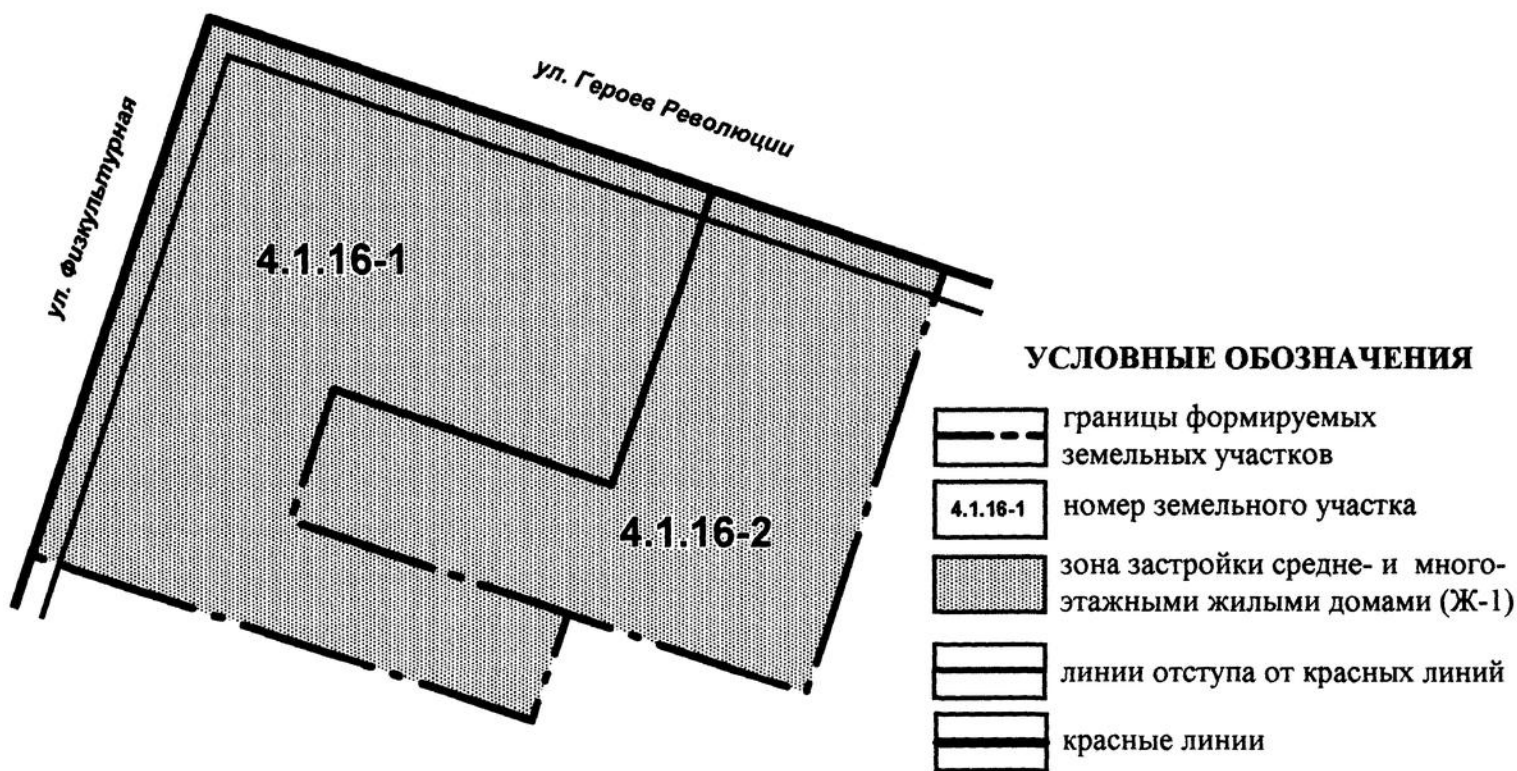 ул. Героев Революции
ул. Физкультурная
4.1.16-1
4.1.16-2
УСЛОВНЫЕ ОБОЗНАЧЕНИЯ
границы формируемых
земельных участков
4.1.16-1
номер земельного участка
зона застройки средне- и много-
этажными жилыми домами (Ж-1)
линии отступа от красных линий
красные линии